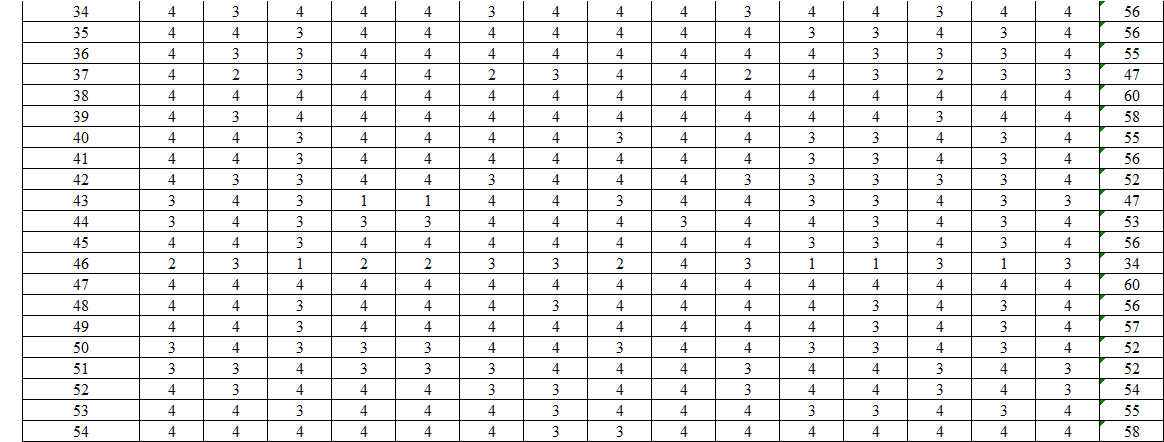 34 4 3 4 4 4 3 4 4 4 3 4 4 3 4 4 56
35 4 4 3 4 4 4 4 4 4 4 3 3 4 3 4 56
36 4 3 3 4 4 4 4 4 4 4 4 3 3 3 4 55
37 4 2 3 4 4 2 3 4 4 2 4 3 2 3 3 47
38 4 4 4 4 4 4 4 4 4 4 4 4 4 4 4 60
39 4 3 4 4 4 4 4 4 4 4 4 4 3 4 4 58
40 4 4 3 4 4 4 4 3 4 4 3 3 4 3 4 55
41 4 4 3 4 4 4 4 4 4 4 3 3 4 3 4 56
42 4 3 3 4 4 3 4 4 4 3 3 3 3 3 4 52
43 3 4 3 1 1 4 4 3 4 4 3 3 4 3 3 47
44 3 4 3 3 3 4 4 4 3 4 4 3 4 3 4 53
45 4 4 3 4 4 4 4 4 4 4 3 3 4 3 4 56
46 2 3 1 2 2 3 3 2 4 3 1 1 3 1 3 34
47 4 4 4 4 4 4 4 4 4 4 4 4 4 4 4 60
48 4 4 3 4 4 4 3 4 4 4 4 3 4 3 4 56
49 4 4 3 4 4 4 4 4 4 4 4 3 4 3 4 57
50 3 4 3 3 3 4 4 3 4 4 3 3 4 3 4 52
51 3 3 4 3 3 3 4 4 4 3 4 4 3 4 3 52
52 4 3 4 4 4 3 3 4 4 3 4 4 3 4 3 54
53 4 4 3 4 4 4 3 4 4 4 3 3 4 3 4 55
54 4 4 4 4 4 4 3 3 4 4 4 4 4 4 4 58